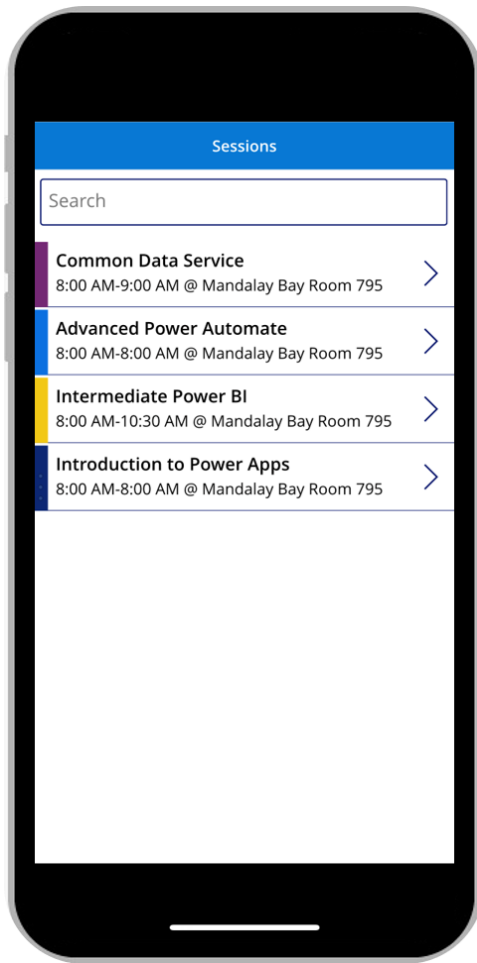 Sessions
Search
Common Data Service
8:00 AM-9:00 AM @ Mandalay Bay Room 795
Advanced Power Automate
8:00 AM-8:00 AM @ Mandalay Bay Room 795
Intermediate Power BI
8:00 AM-10:30 AM @ Mandalay Bay Room 795
Introduction to Power Apps
8:00 AM-8:00 AM @ Mandalay Bay Room 795